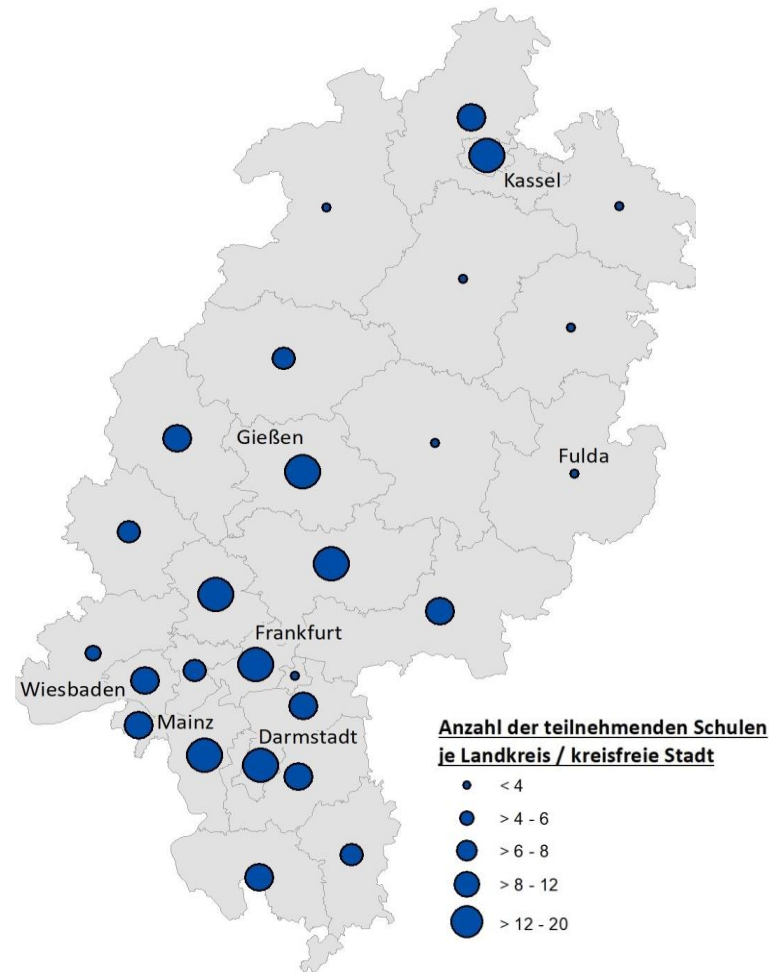 Kassel
Gießen
Fulda
Frankfurt
Wiesbaden
Mainz
Darmstadt
Anzahl der teilnehmenden Schulen
je Landkreis / kreisfreie Stadt
< 4
> 4 - 6
> 6 - 8
> 8 - 12
> 12 - 20